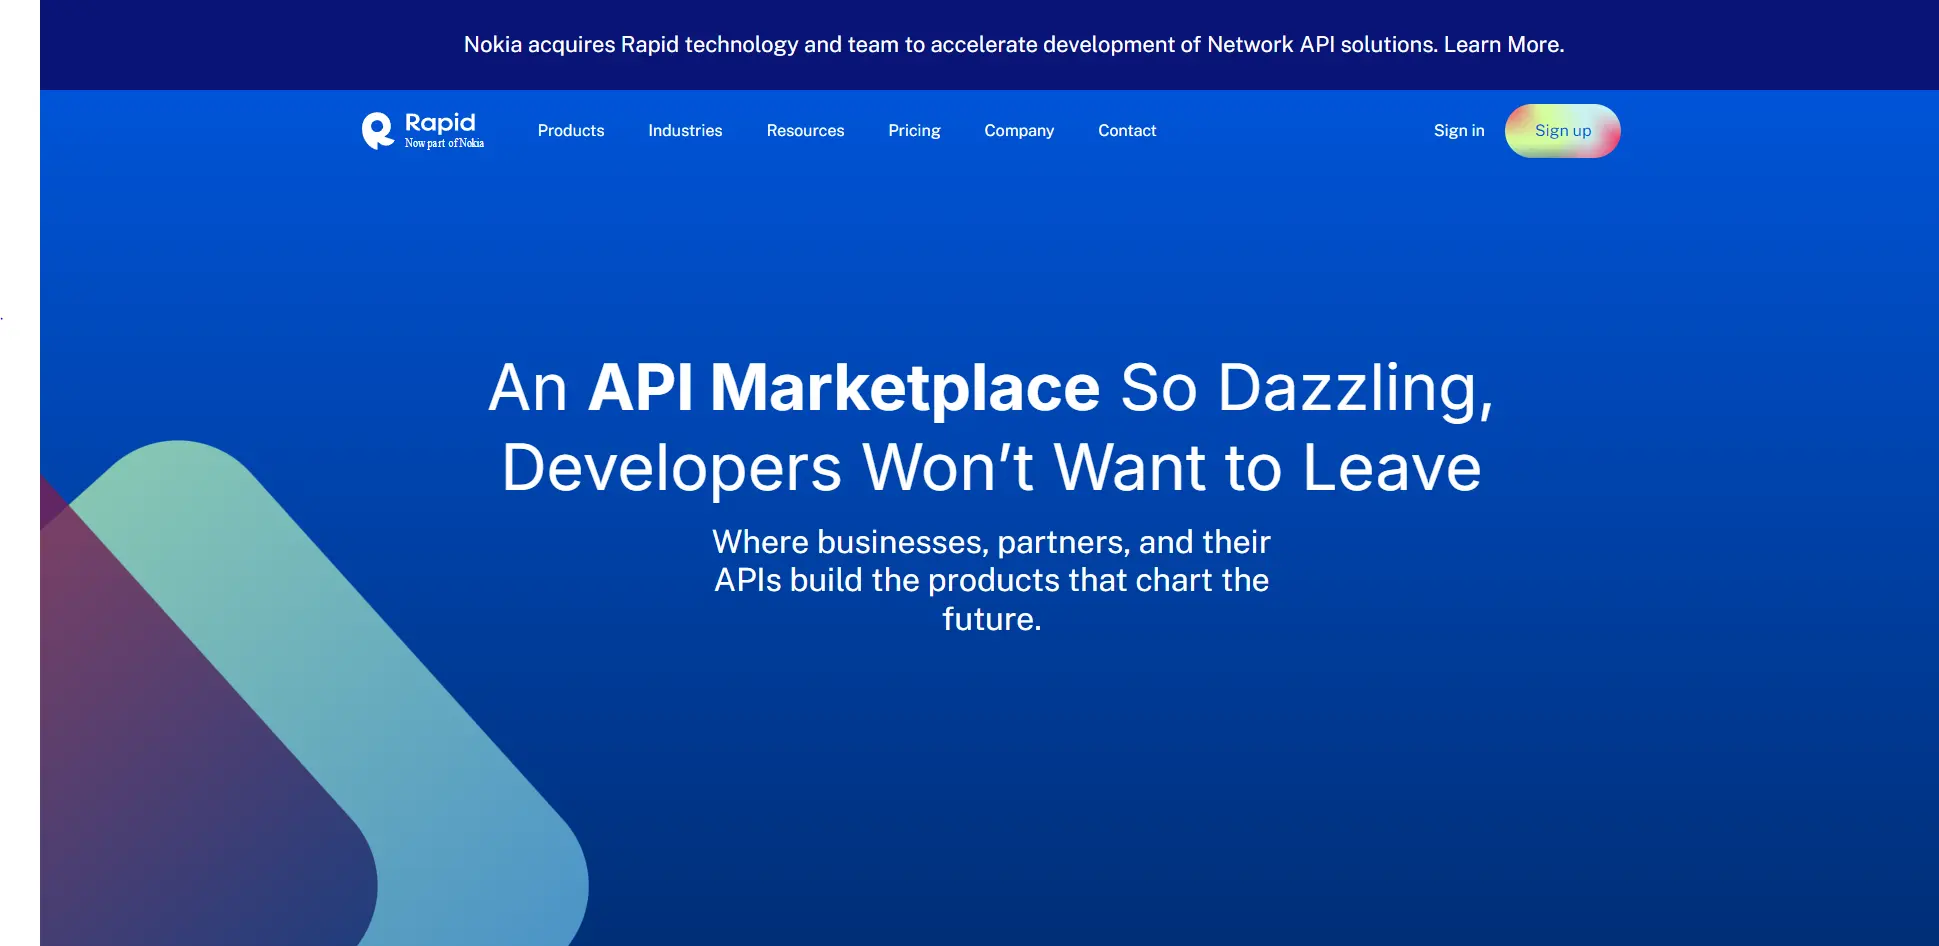 Nokia acquires Rapid technology and team to accelerate development of Network API solutions. Learn More.
Rapid
Now part of Nokia
Products
Industries
Resources
Pricing
Company
Contact
Sign in
Sign up
An API Marketplace So Dazzling,
Developers Won’t Want to Leave
Where businesses, partners, and their
APIs build the products that chart the
future.